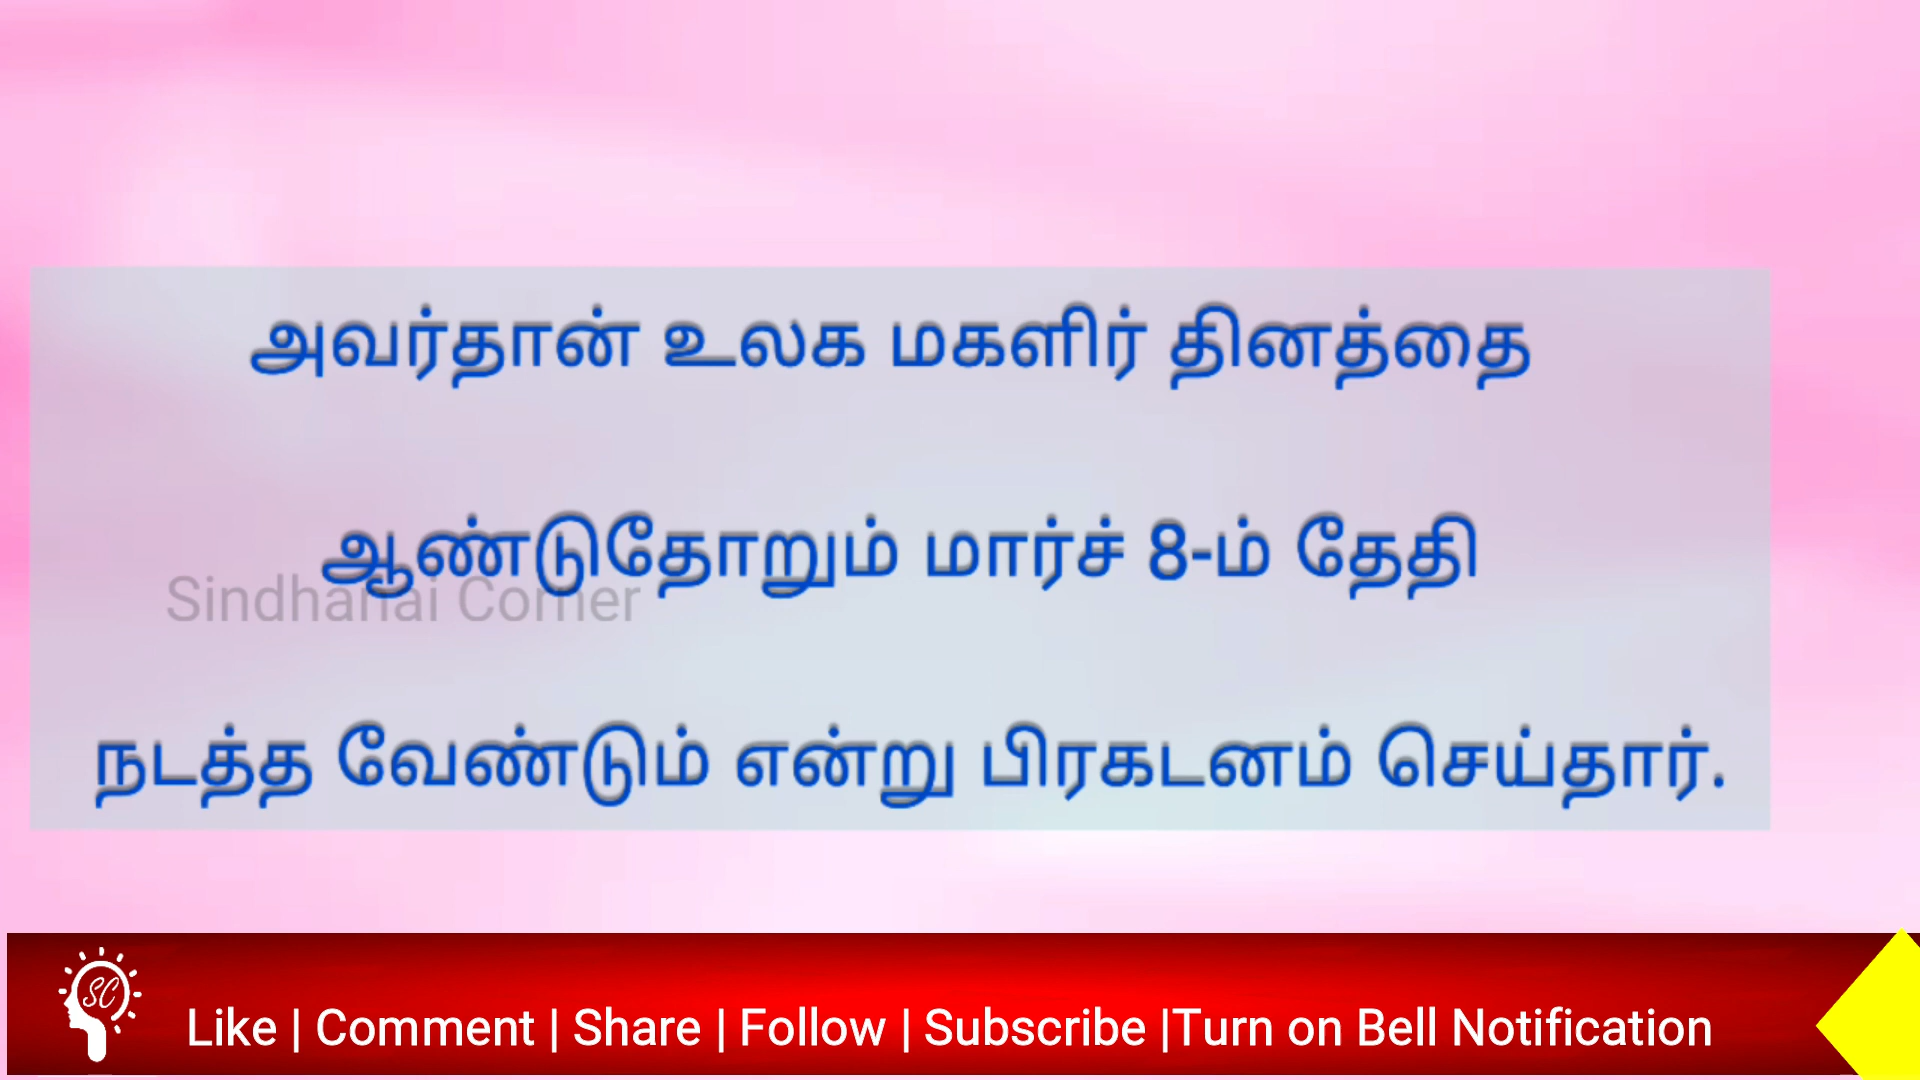 அவர்தான் உலக மகளிர் தினத்தை
ஆண்டுதோறும் மார்ச் 8-ம் தேதி
Sindhanai Corner
நடத்த வேண்டும் என்று பிரகடனம் செய்தார்.
SC
Like | Comment | Share | Follow | Subscribe |Turn on Bell Notification